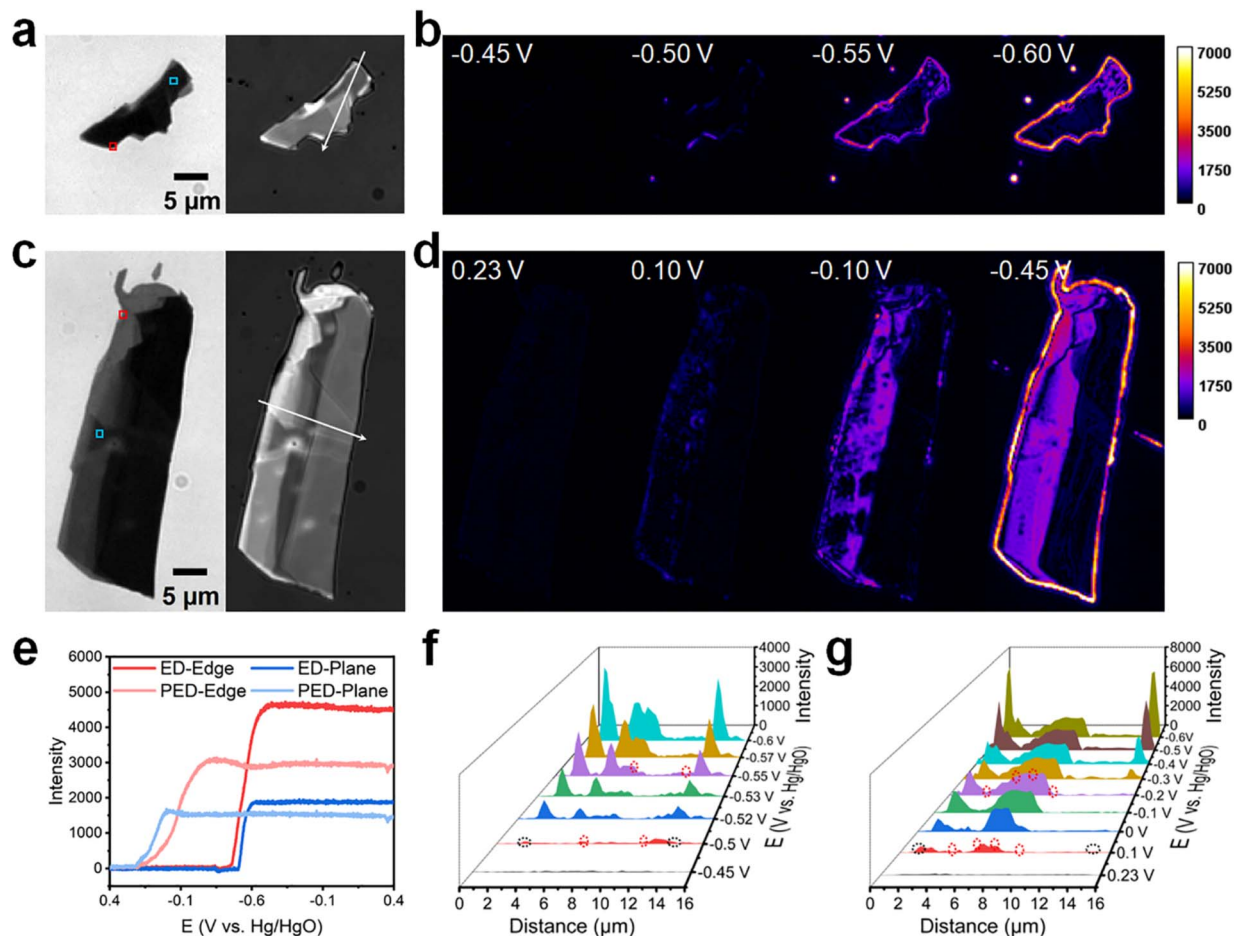 a
b
-0.45 V
-0.50 V
-0.55 V
-0.60 V
7000
5250
3500
1750
0
5 µm
c
d
0.23 V
0.10 V
-0.10 V
-0.45 V
7000
5250
3500
1750
0
5 µm
e
6000
5000
4000
3000
2000
1000
0
Intensity
ED-Edge
ED-Plane
PED-Edge
PED-Plane
0.4
-0.1
-0.6
-0.1
0.4
E (V vs. Hg/HgO)
f
4000
3000
2000
1000
0
Intensity
-0.6V
-0.57 V
-0.55 V
-0.53 V
-0.52 V
-0.5 V
-0.45 V
E (V vs. Hg/HgO)
0 2 4 6 8 10 12 14 16
Distance (µm)
g
8000
6000
4000
2000
0
Intensity
-0.6V
-0.5 V
-0.4 V
-0.3 V
-0.2 V
-0.1 V
0 V
0.1 V
0.23 V
E (V vs. Hg/HgO)
0 2 4 6 8 10 12 14 16
Distance (µm)